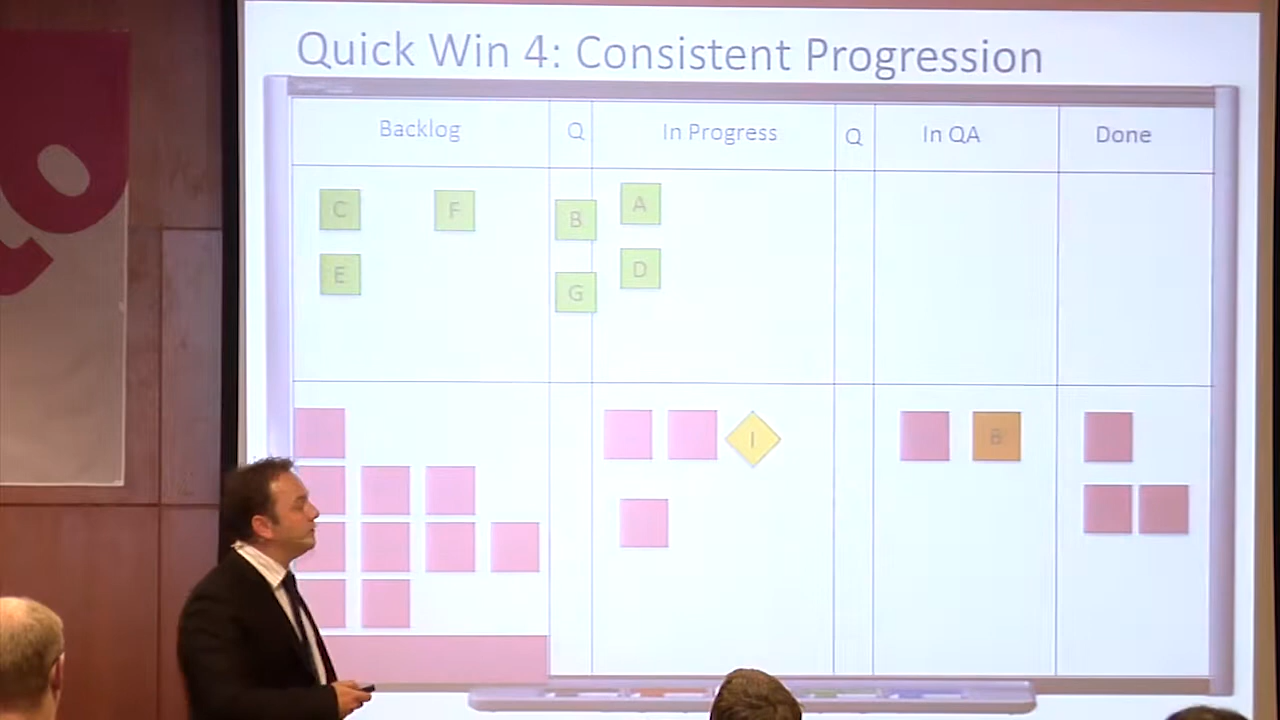 Quick Win 4: Consistent Progression
Backlog Q In Progress Q In QA Done
C F B A
E G D
I B